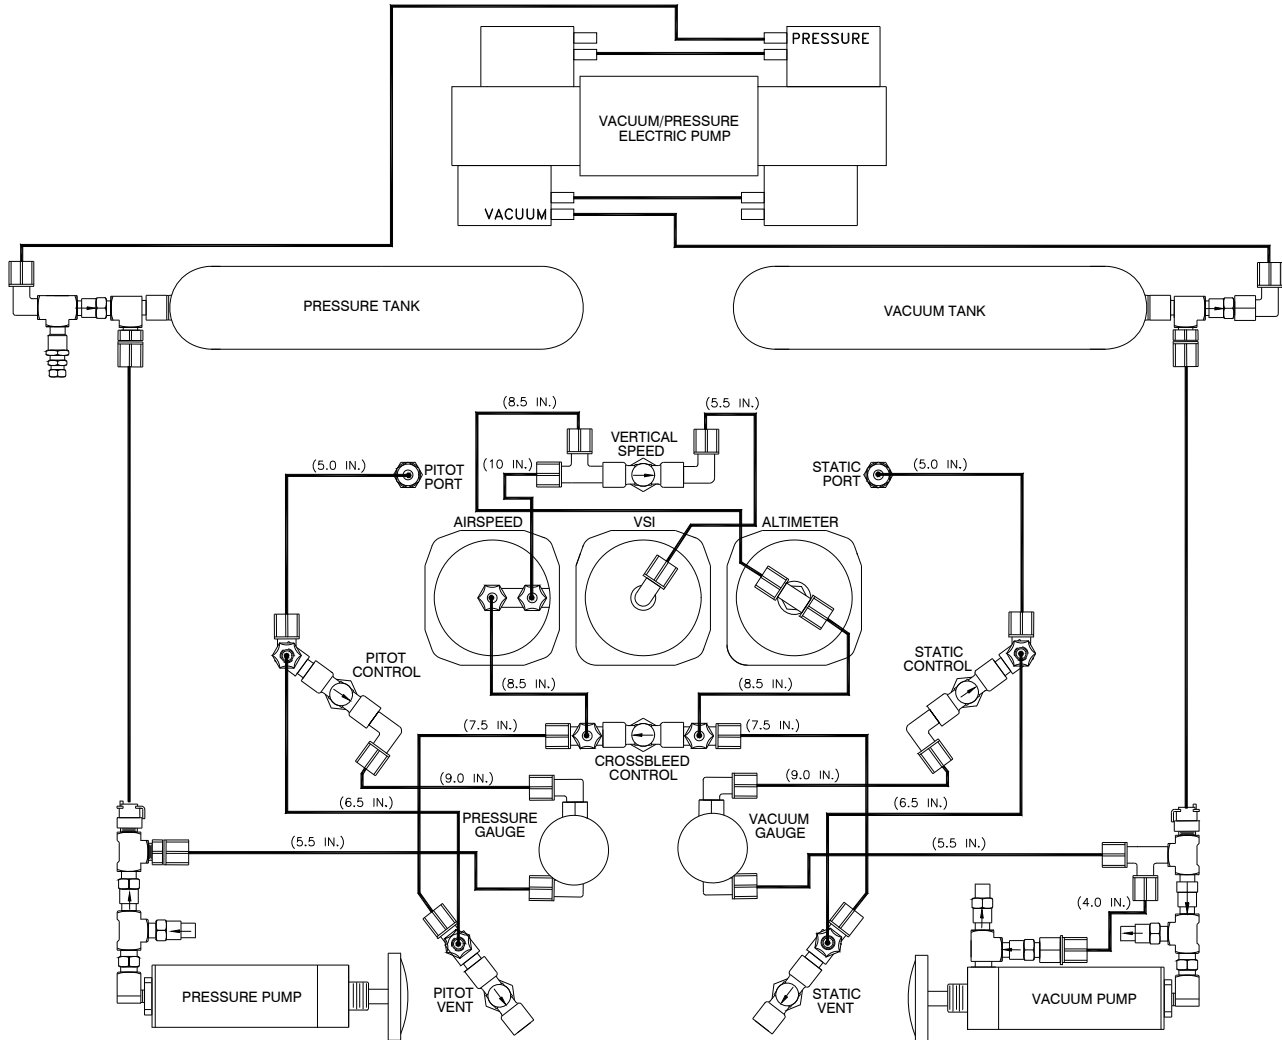 PRESSURE
VACUUM/PRESSURE
ELECTRIC PUMP
VACUUM
PRESSURE TANK
VACUUM TANK
(8.5 IN.)
(5.5 IN.)
VERTICAL
SPEED
(5.0 IN.)
PITOT
PORT
(10 IN.)
STATIC
PORT
(5.0 IN.)
AIRSPEED
VSI
ALTIMETER
PITOT
CONTROL
STATIC
CONTROL
(8.5 IN.)
(8.5 IN.)
(7.5 IN.)
(7.5 IN.)
CROSSBLEED
CONTROL
(9.0 IN.)
(9.0 IN.)
(6.5 IN.)
(6.5 IN.)
PRESSURE
GAUGE
VACUUM
GAUGE
(5.5 IN.)
(5.5 IN.)
(4.0 IN.)
PRESSURE PUMP
PITOT
VENT
STATIC
VENT
VACUUM PUMP